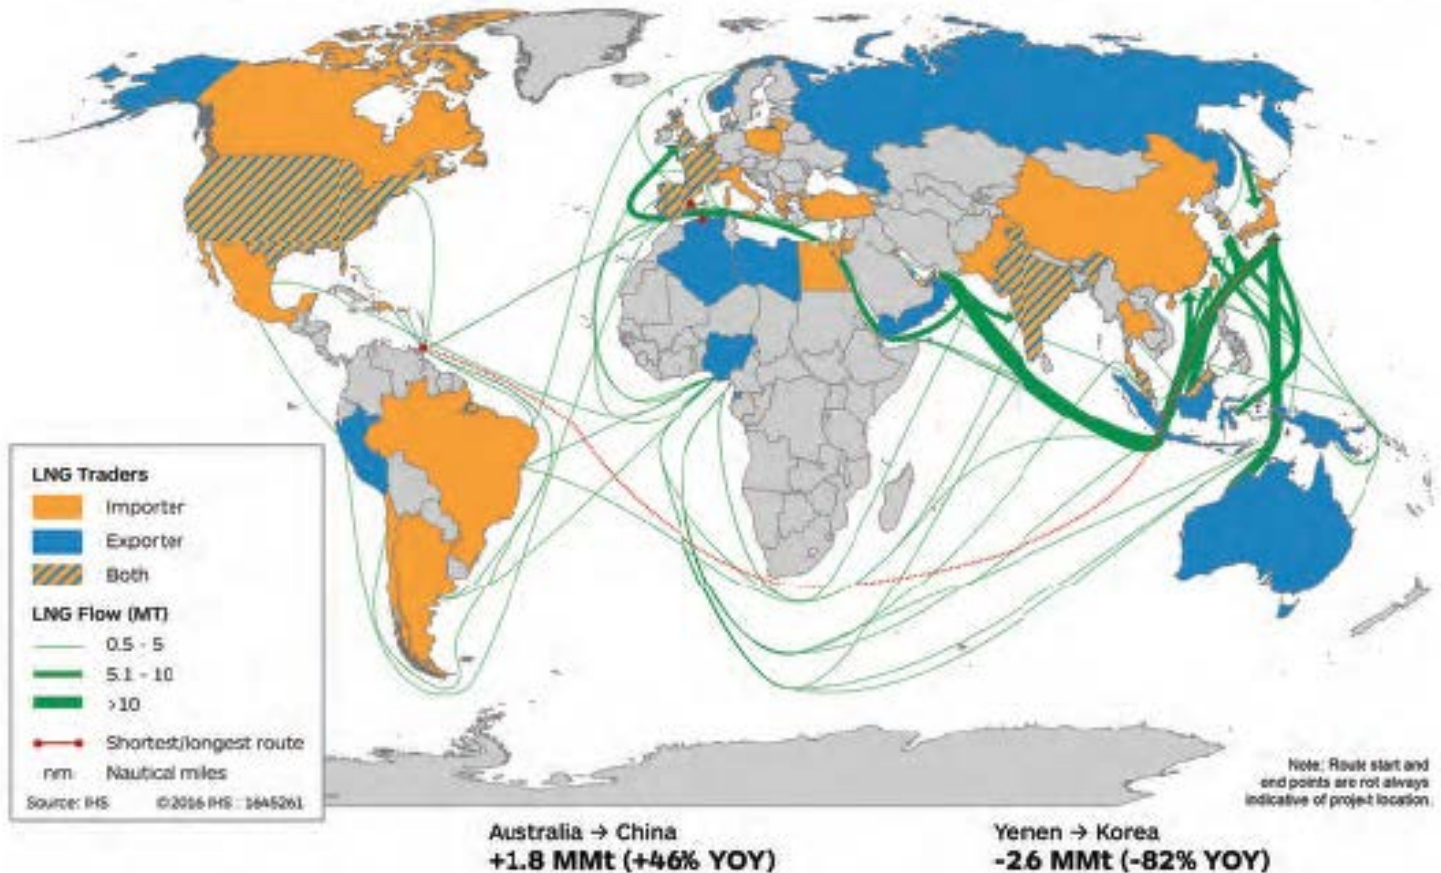 LNG Traders
Importer
Exporter
Both
LNG Flow (MT)
0.5 - 5
5.1 - 10
>10
Shortest/longest route
nm Nautical miles
Source: IHS ©2016 IHS : 1645261
Note: Route start and
end points are not always
indicative of project location.
Australia → China
+1.8 MMt (+46% YOY)
Yenen → Korea
-26 MMt (-82% YOY)